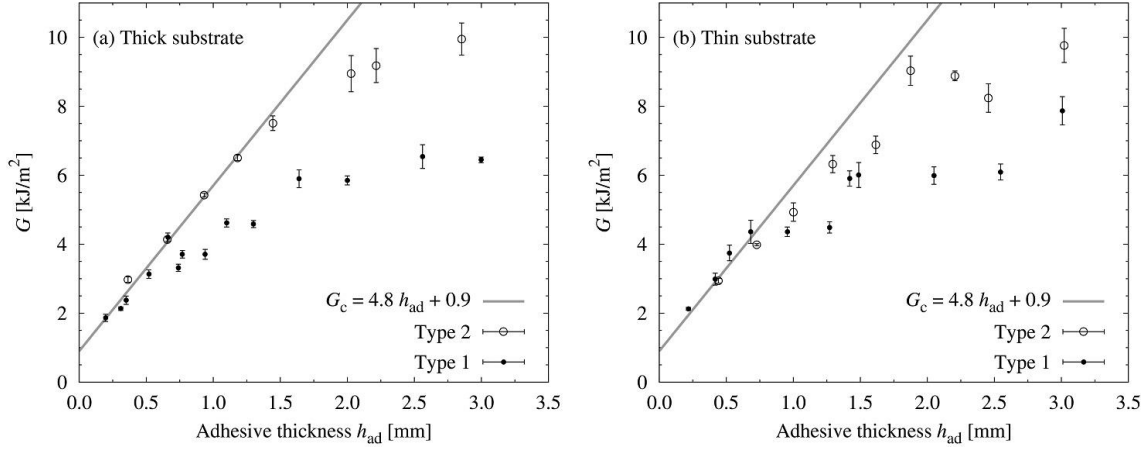 (a) Thick substrate
G [kJ/m²]
10
8
6
4
2
0
G_c = 4.8 h_ad + 0.9
Type 2
Type 1
0.0 0.5 1.0 1.5 2.0 2.5 3.0 3.5
Adhesive thickness h_ad [mm]
(b) Thin substrate
G [kJ/m²]
10
8
6
4
2
0
G_c = 4.8 h_ad + 0.9
Type 2
Type 1
0.0 0.5 1.0 1.5 2.0 2.5 3.0 3.5
Adhesive thickness h_ad [mm]